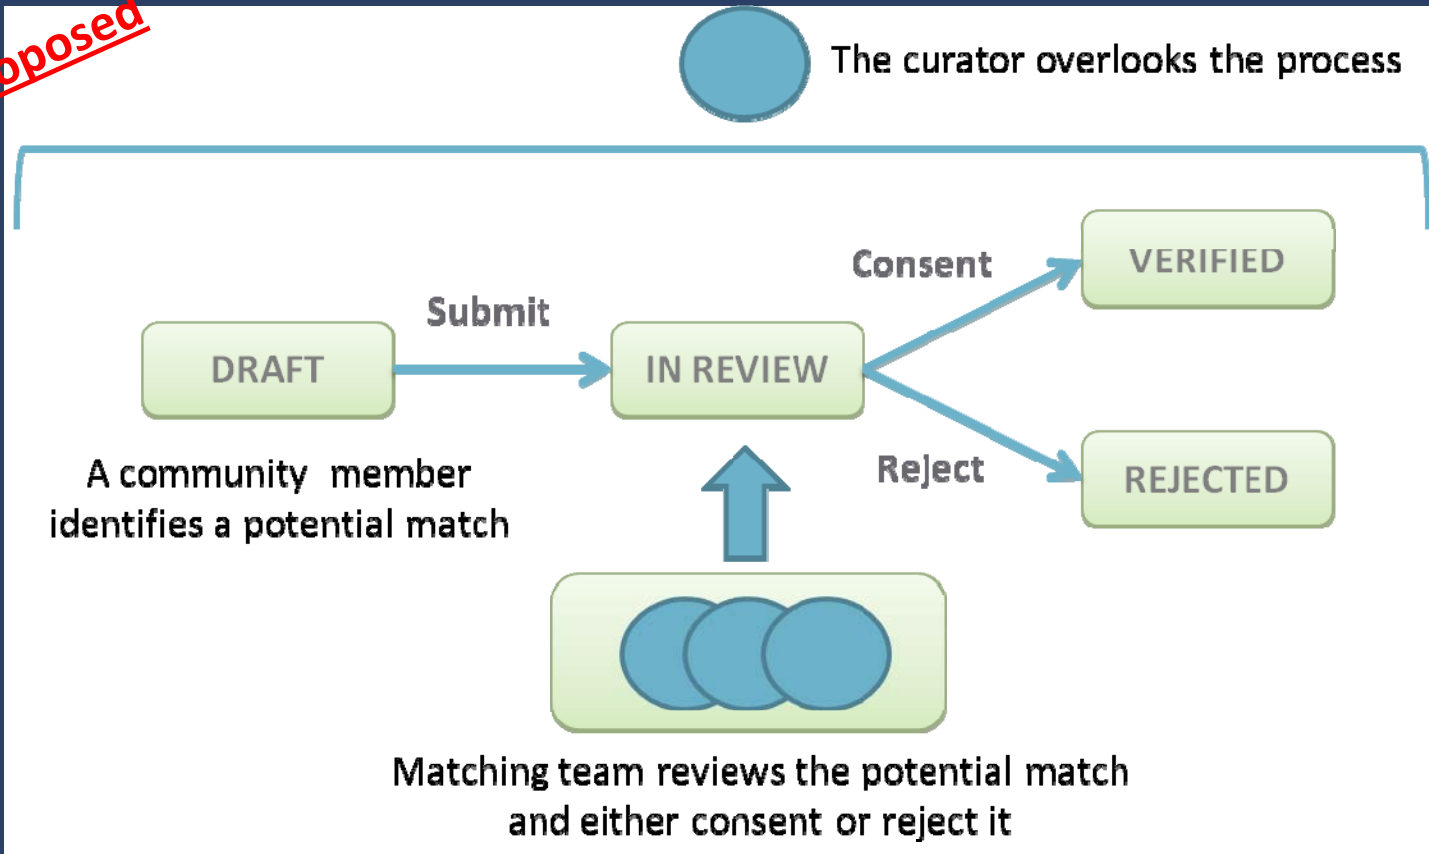 oposed
The curator overlooks the process
Consent
VERIFIED
Submit
DRAFT
IN REVIEW
Reject
REJECTED
A community member
identifies a potential match
Matching team reviews the potential match
and either consent or reject it